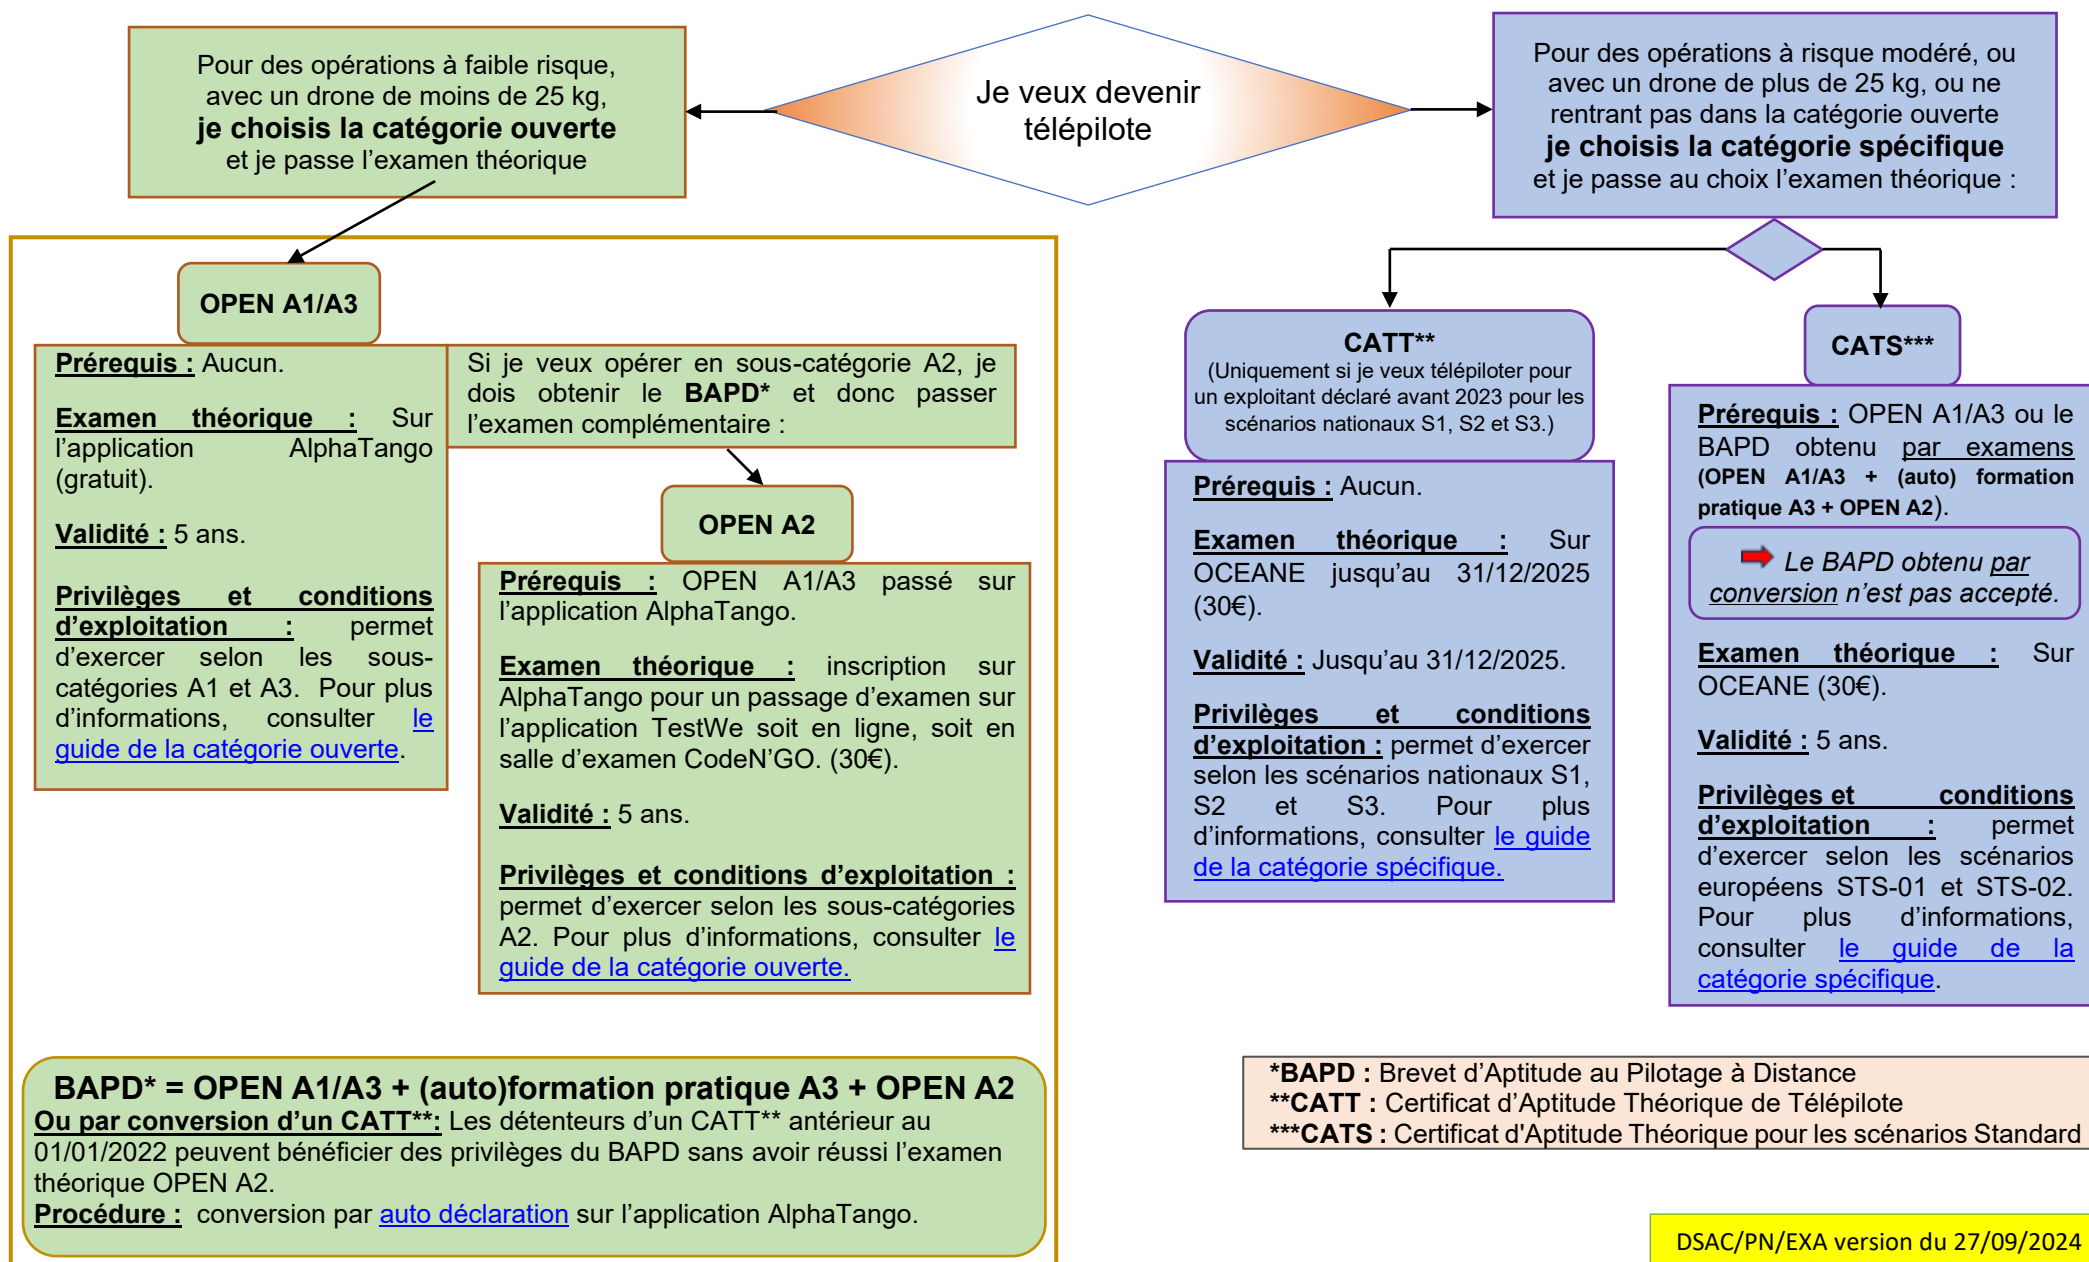 Pour des opérations à faible risque,
avec un drone de moins de 25 kg,
je choisis la catégorie ouverte
et je passe l'examen théorique
Je veux devenir
télépilote
Pour des opérations à risque modéré, ou
avec un drone de plus de 25 kg, ou ne
rentrant pas dans la catégorie ouverte
je choisis la catégorie spécifique
et je passe au choix l'examen théorique :
OPEN A1/A3
Prérequis : Aucun.
Examen théorique : Sur
l'application AlphaTango
(gratuit).
Validité : 5 ans.
Privilèges et conditions
d'exploitation : permet
d'exercer selon les sous-
catégories A1 et A3. Pour plus
d'informations, consulter le
guide de la catégorie ouverte.
Si je veux opérer en sous-catégorie A2, je
dois obtenir le BAPD* et donc passer
l'examen complémentaire :
OPEN A2
Prérequis : OPEN A1/A3 passé sur
l'application AlphaTango.
Examen théorique : inscription sur
AlphaTango pour un passage d'examen sur
l'application TestWe soit en ligne, soit en
salle d'examen CodeN'GO. (30€).
Validité : 5 ans.
Privilèges et conditions d'exploitation :
permet d'exercer selon les sous-catégories
A2. Pour plus d'informations, consulter le
guide de la catégorie ouverte.
BAPD* = OPEN A1/A3 + (auto)formation pratique A3 + OPEN A2
Ou par conversion d'un CATT**: Les détenteurs d'un CATT** antérieur au
01/01/2022 peuvent bénéficier des privilèges du BAPD sans avoir réussi l'examen
théorique OPEN A2.
Procédure : conversion par auto déclaration sur l'application AlphaTango.
CATT**
(Uniquement si je veux télépiloter pour
un exploitant déclaré avant 2023 pour les
scénarios nationaux S1, S2 et S3.)
Prérequis : Aucun.
Examen théorique : Sur
OCEANE jusqu'au 31/12/2025
(30€).
Validité : Jusqu'au 31/12/2025.
Privilèges et conditions
d'exploitation : permet d'exercer
selon les scénarios nationaux S1,
S2 et S3. Pour plus
d'informations, consulter le guide
de la catégorie spécifique.
CATS***
Prérequis : OPEN A1/A3 ou le
BAPD obtenu par examens
(OPEN A1/A3 + (auto) formation
pratique A3 + OPEN A2).
Le BAPD obtenu par
conversion n'est pas accepté.
Examen théorique : Sur
OCEANE (30€).
Validité : 5 ans.
Privilèges et conditions
d'exploitation : permet
d'exercer selon les scénarios
européens STS-01 et STS-02.
Pour plus d'informations,
consulter le guide de la
catégorie spécifique.
*BAPD : Brevet d'Aptitude au Pilotage à Distance
**CATT : Certificat d'Aptitude Théorique de Télépilote
***CATS : Certificat d'Aptitude Théorique pour les scénarios Standard
DSAC/PN/EXA version du 27/09/2024